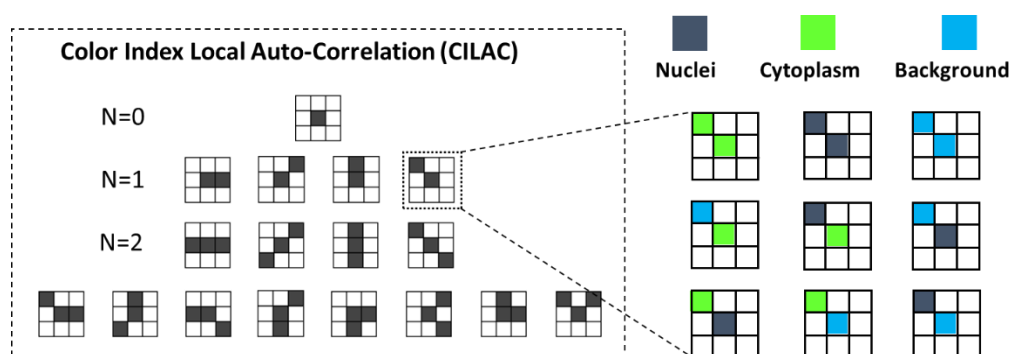 Color Index Local Auto-Correlation (CILAC)
N=0
N=1
N=2
Nuclei Cytoplasm Background